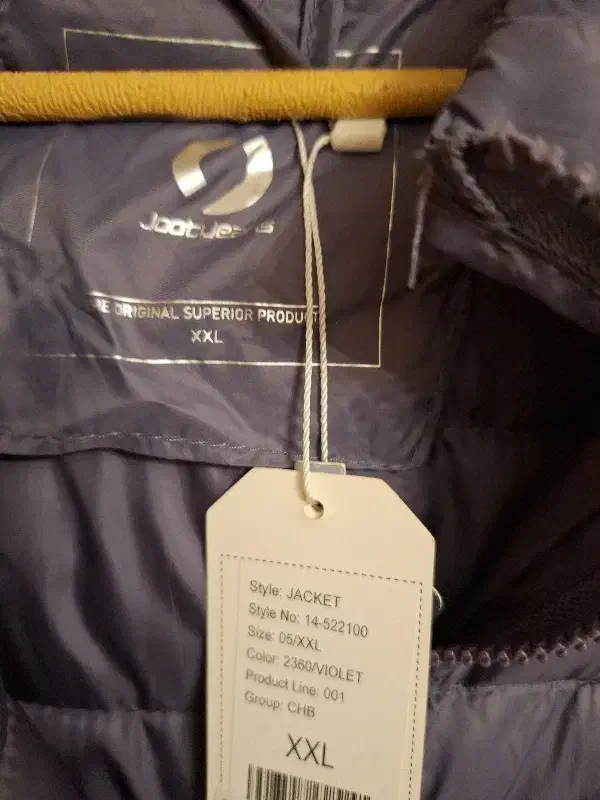 ORIGINAL SUPERIOR PRODUCT
XXL
Style: JACKET
Style No: 14-522100
Size: 05/XXL
Color: 2360/VIOLET
Product Line: 001
Group: CHB
XXL